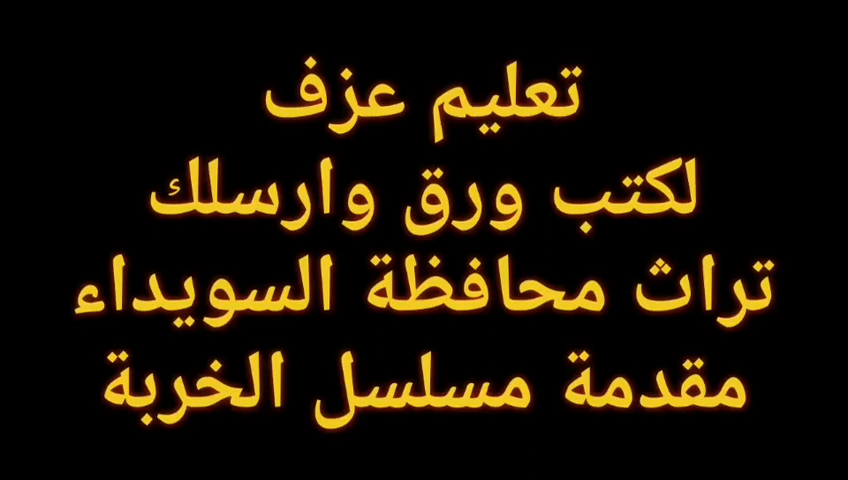 تعليم عزف
لكتب ورق وارسلك
تراث محافظة السويداء
مقدمة مسلسل الخربة